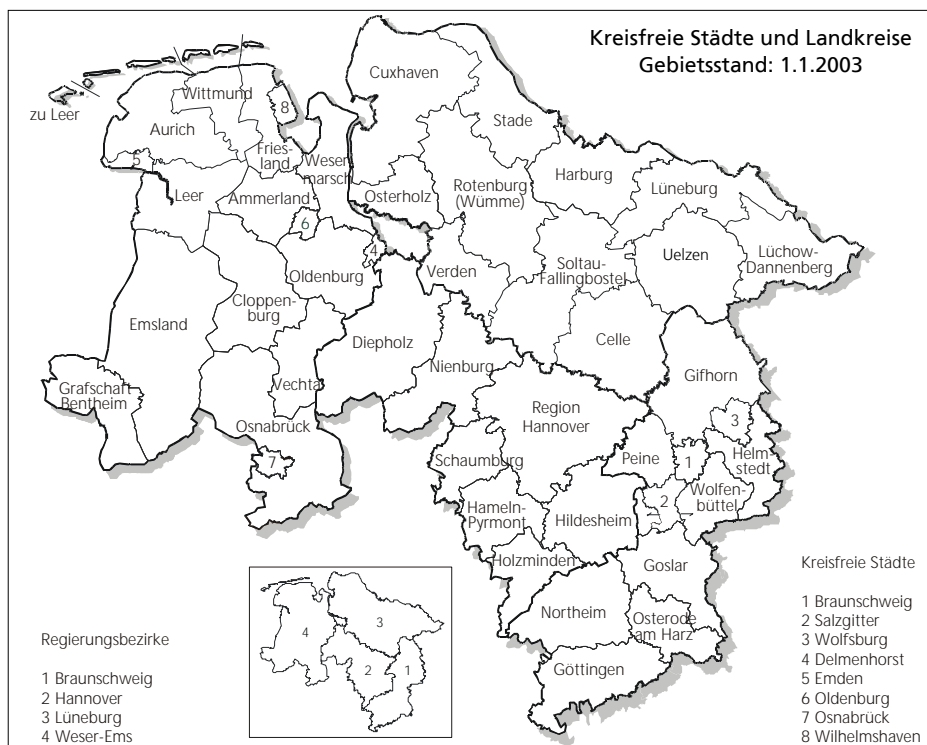 Kreisfreie Städte und Landkreise
Gebietsstand: 1.1.2003
Cuxhaven
Wittmund
8
zu Leer
Aurich
Stade
5
Fries-
land
Weser
marsch
Harburg
Leer
Ammerland
Osterholz
Rotenburg
(Wümme)
Lüneburg
6
4
Oldenburg
Verden
Soltau-
Fallingbostel
Uelzen
Lüchow-
Dannenberg
Cloppen-
burg
Emsland
Diepholz
Celle
Nienburg
Gifhorn
Grafschaft
Bentheim
Vechta
Region
Hannover
3
Osnabrück
7
Schaumburg
Peine
1
Helm-
stedt
Hameln-
Pyrmont
Hildesheim
2
Wolfen-
büttel
Holzminden
Goslar
Northeim
Osterode
am Harz
Göttingen
4
3
2
1
Regierungsbezirke
1 Braunschweig
2 Hannover
3 Lüneburg
4 Weser-Ems
Kreisfreie Städte
1 Braunschweig
2 Salzgitter
3 Wolfsburg
4 Delmenhorst
5 Emden
6 Oldenburg
7 Osnabrück
8 Wilhelmshaven